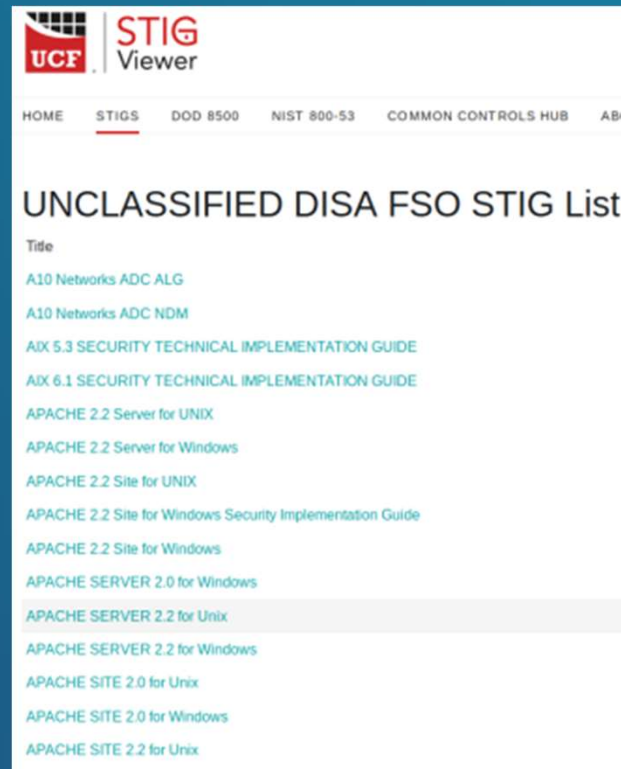 UCF
STIG
Viewer
HOME STIGS DOD 8500 NIST 800-53 COMMON CONTROLS HUB
UNCLASSIFIED DISA FSO STIG List
Title
A10 Networks ADC ALG
A10 Networks ADC NDM
AIX 5.3 SECURITY TECHNICAL IMPLEMENTATION GUIDE
AIX 6.1 SECURITY TECHNICAL IMPLEMENTATION GUIDE
APACHE 2.2 Server for UNIX
APACHE 2.2 Server for Windows
APACHE 2.2 Site for UNIX
APACHE 2.2 Site for Windows Security Implementation Guide
APACHE 2.2 Site for Windows
APACHE SERVER 2.0 for Windows
APACHE SERVER 2.2 for Unix
APACHE SERVER 2.2 for Windows
APACHE SITE 2.0 for Unix
APACHE SITE 2.0 for Windows
APACHE SITE 2.2 for Unix